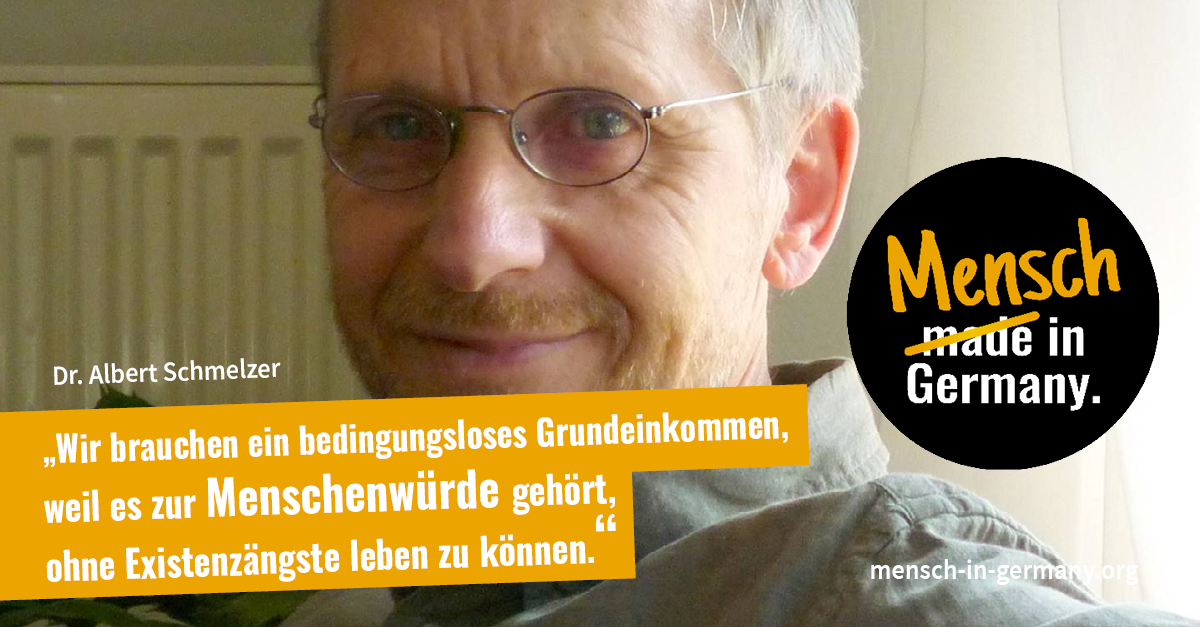 Dr. Albert Schmelzer
„Wir brauchen ein bedingungsloses Grundeinkommen,
weil es zur Menschenwürde gehört,
ohne Existenzängste leben zu können.“
Mensch
made in
Germany.
mensch-in-germany.org